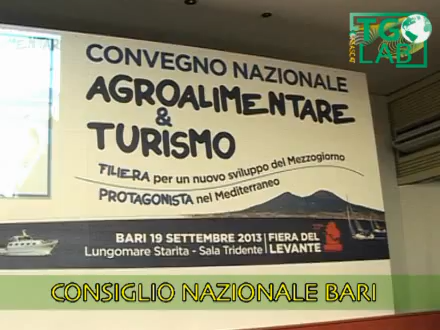 TG
LAB
CONVEGNO NAZIONALE
AGROALIMENTARE
&
TURISMO
FILIERA per un nuovo sviluppo del Mezzogiorno
PROTAGONISTA nel Mediterraneo
BARI 19 SETTEMBRE 2013 | FIERA DEL
Lungomare Starita - Sala Tridente | LEVANTE
CONSIGLIO NAZIONALE BARI